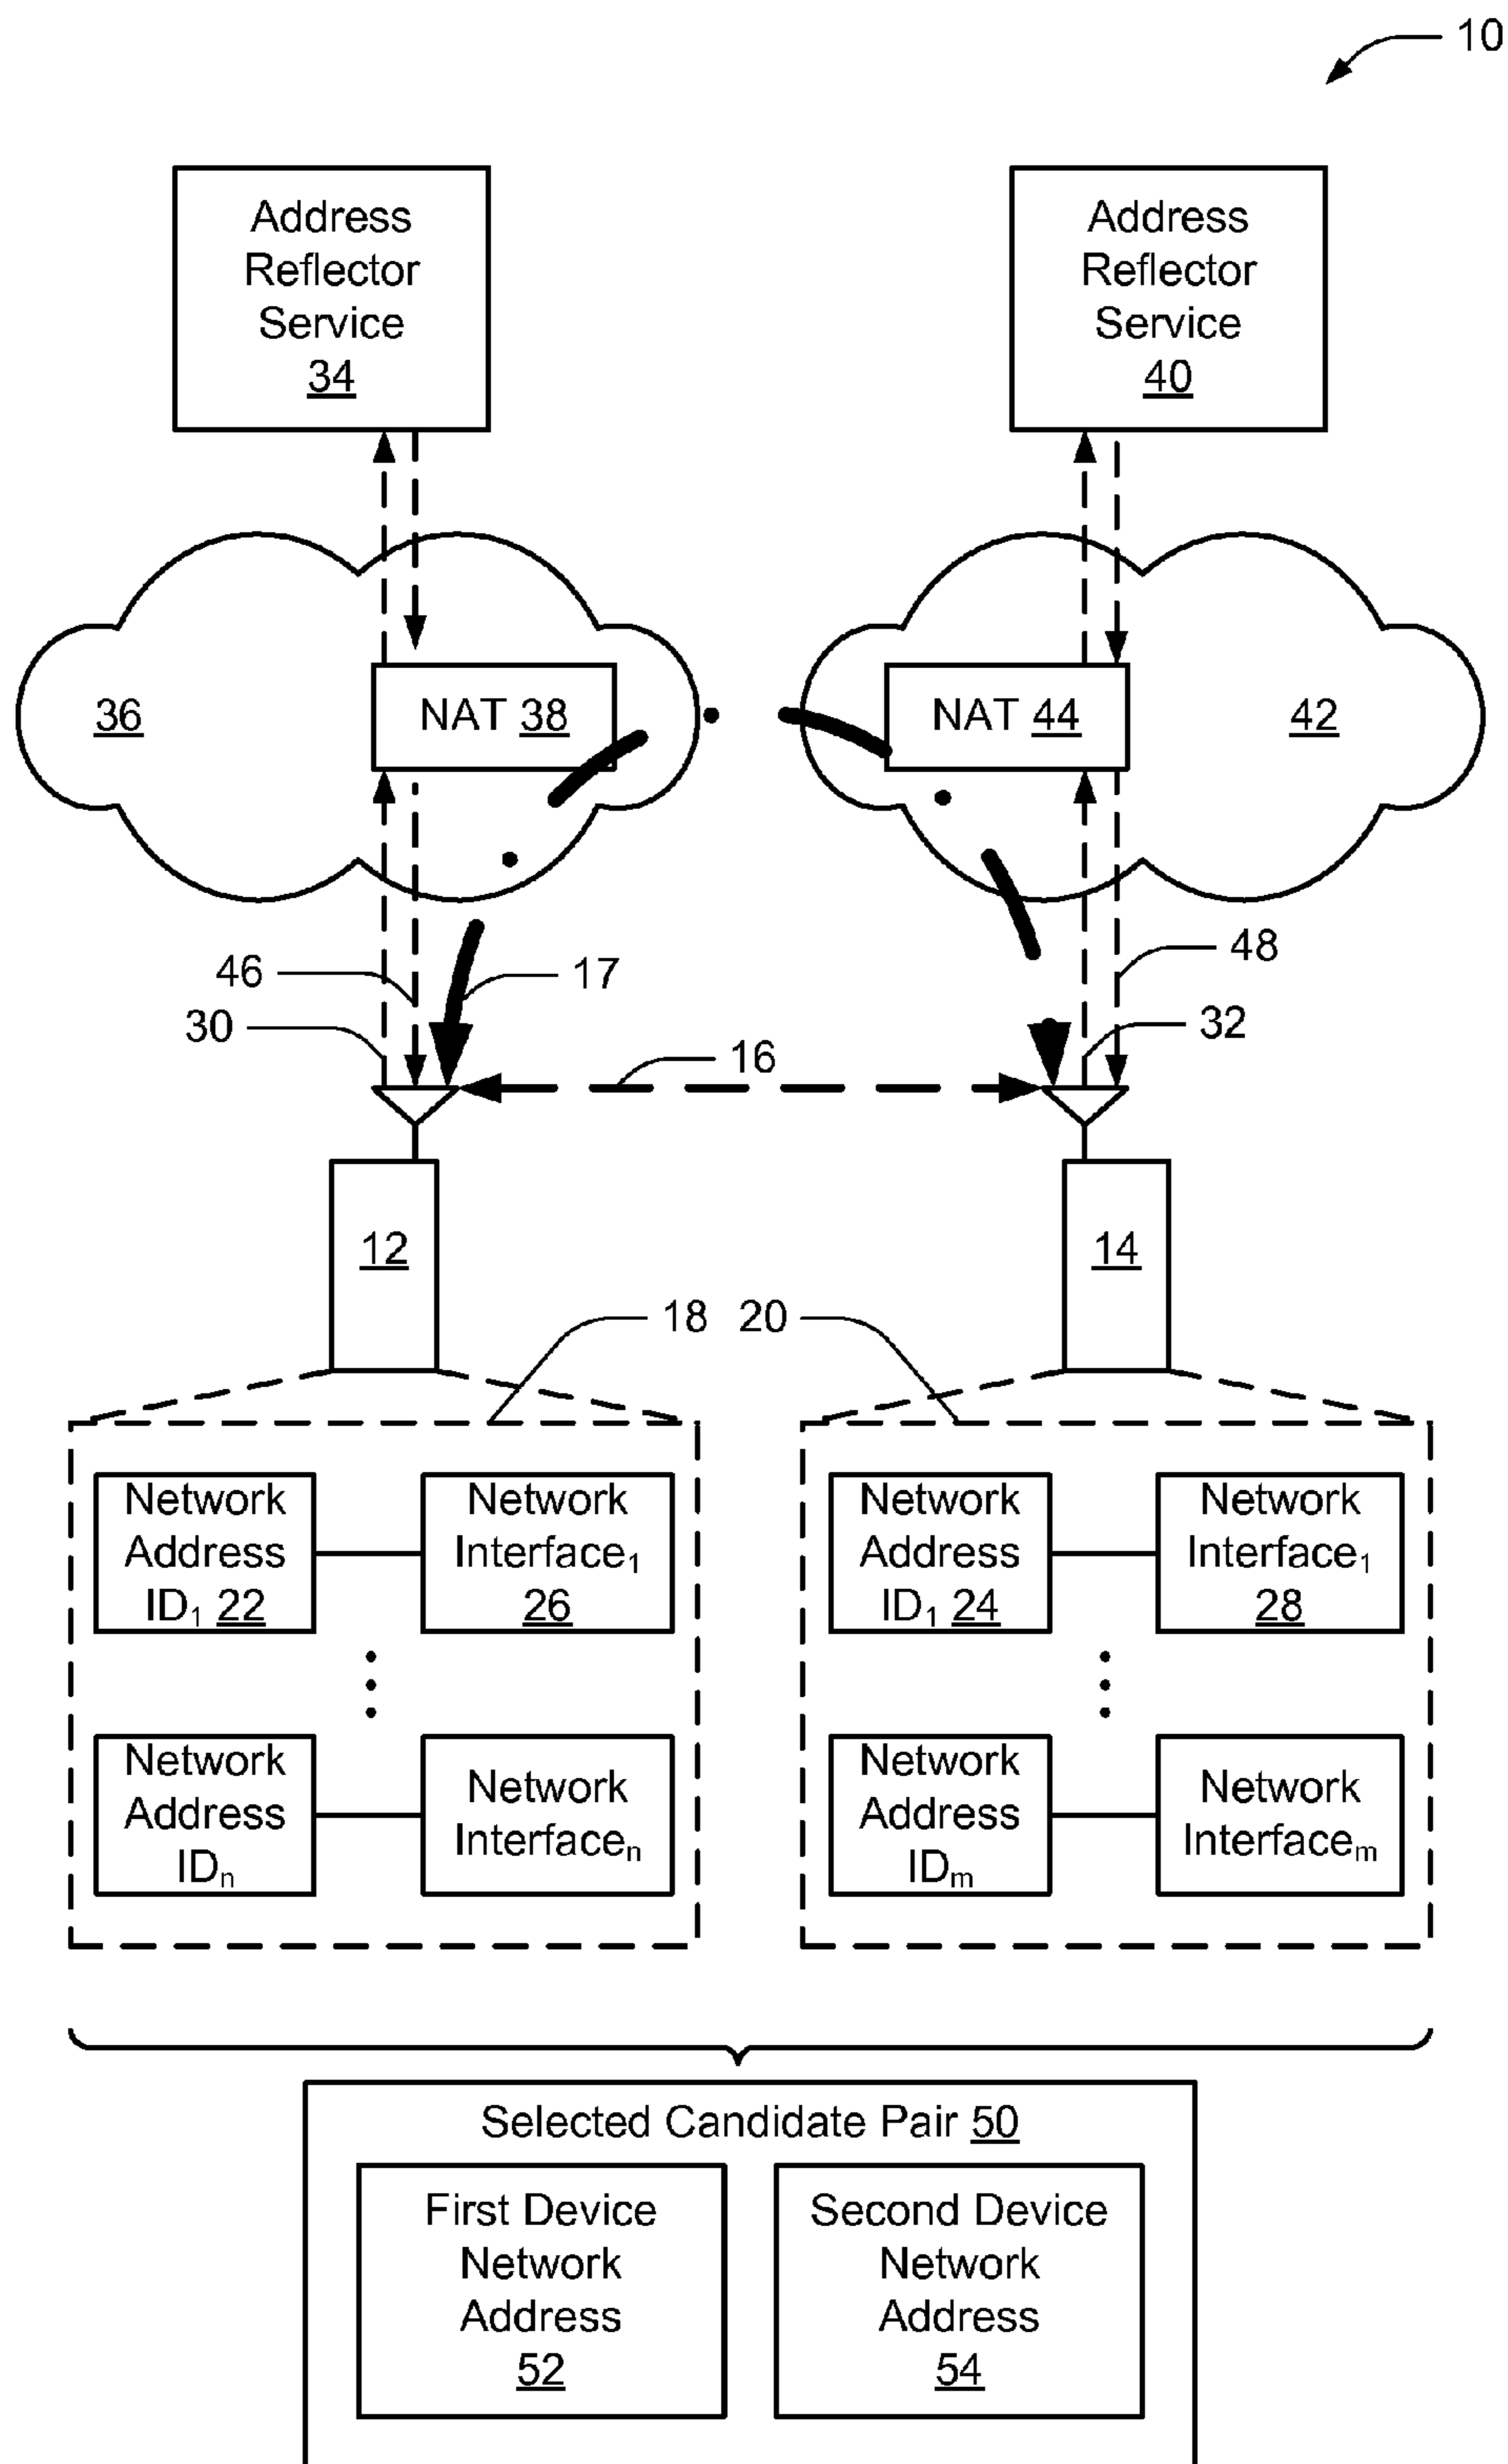 10
Address
Reflector
Service
34
Address
Reflector
Service
40
36
NAT 38
NAT 44
42
46
17
48
30
32
16
12
14
18 20
Network
Address
ID1 22
Network
Interface1
26
Network
Address
ID1 24
Network
Interface1
28
Network
Address
IDn
Network
Interfacen
Network
Address
IDm
Network
Interfacem
Selected Candidate Pair 50
First Device
Network
Address
52
Second Device
Network
Address
54